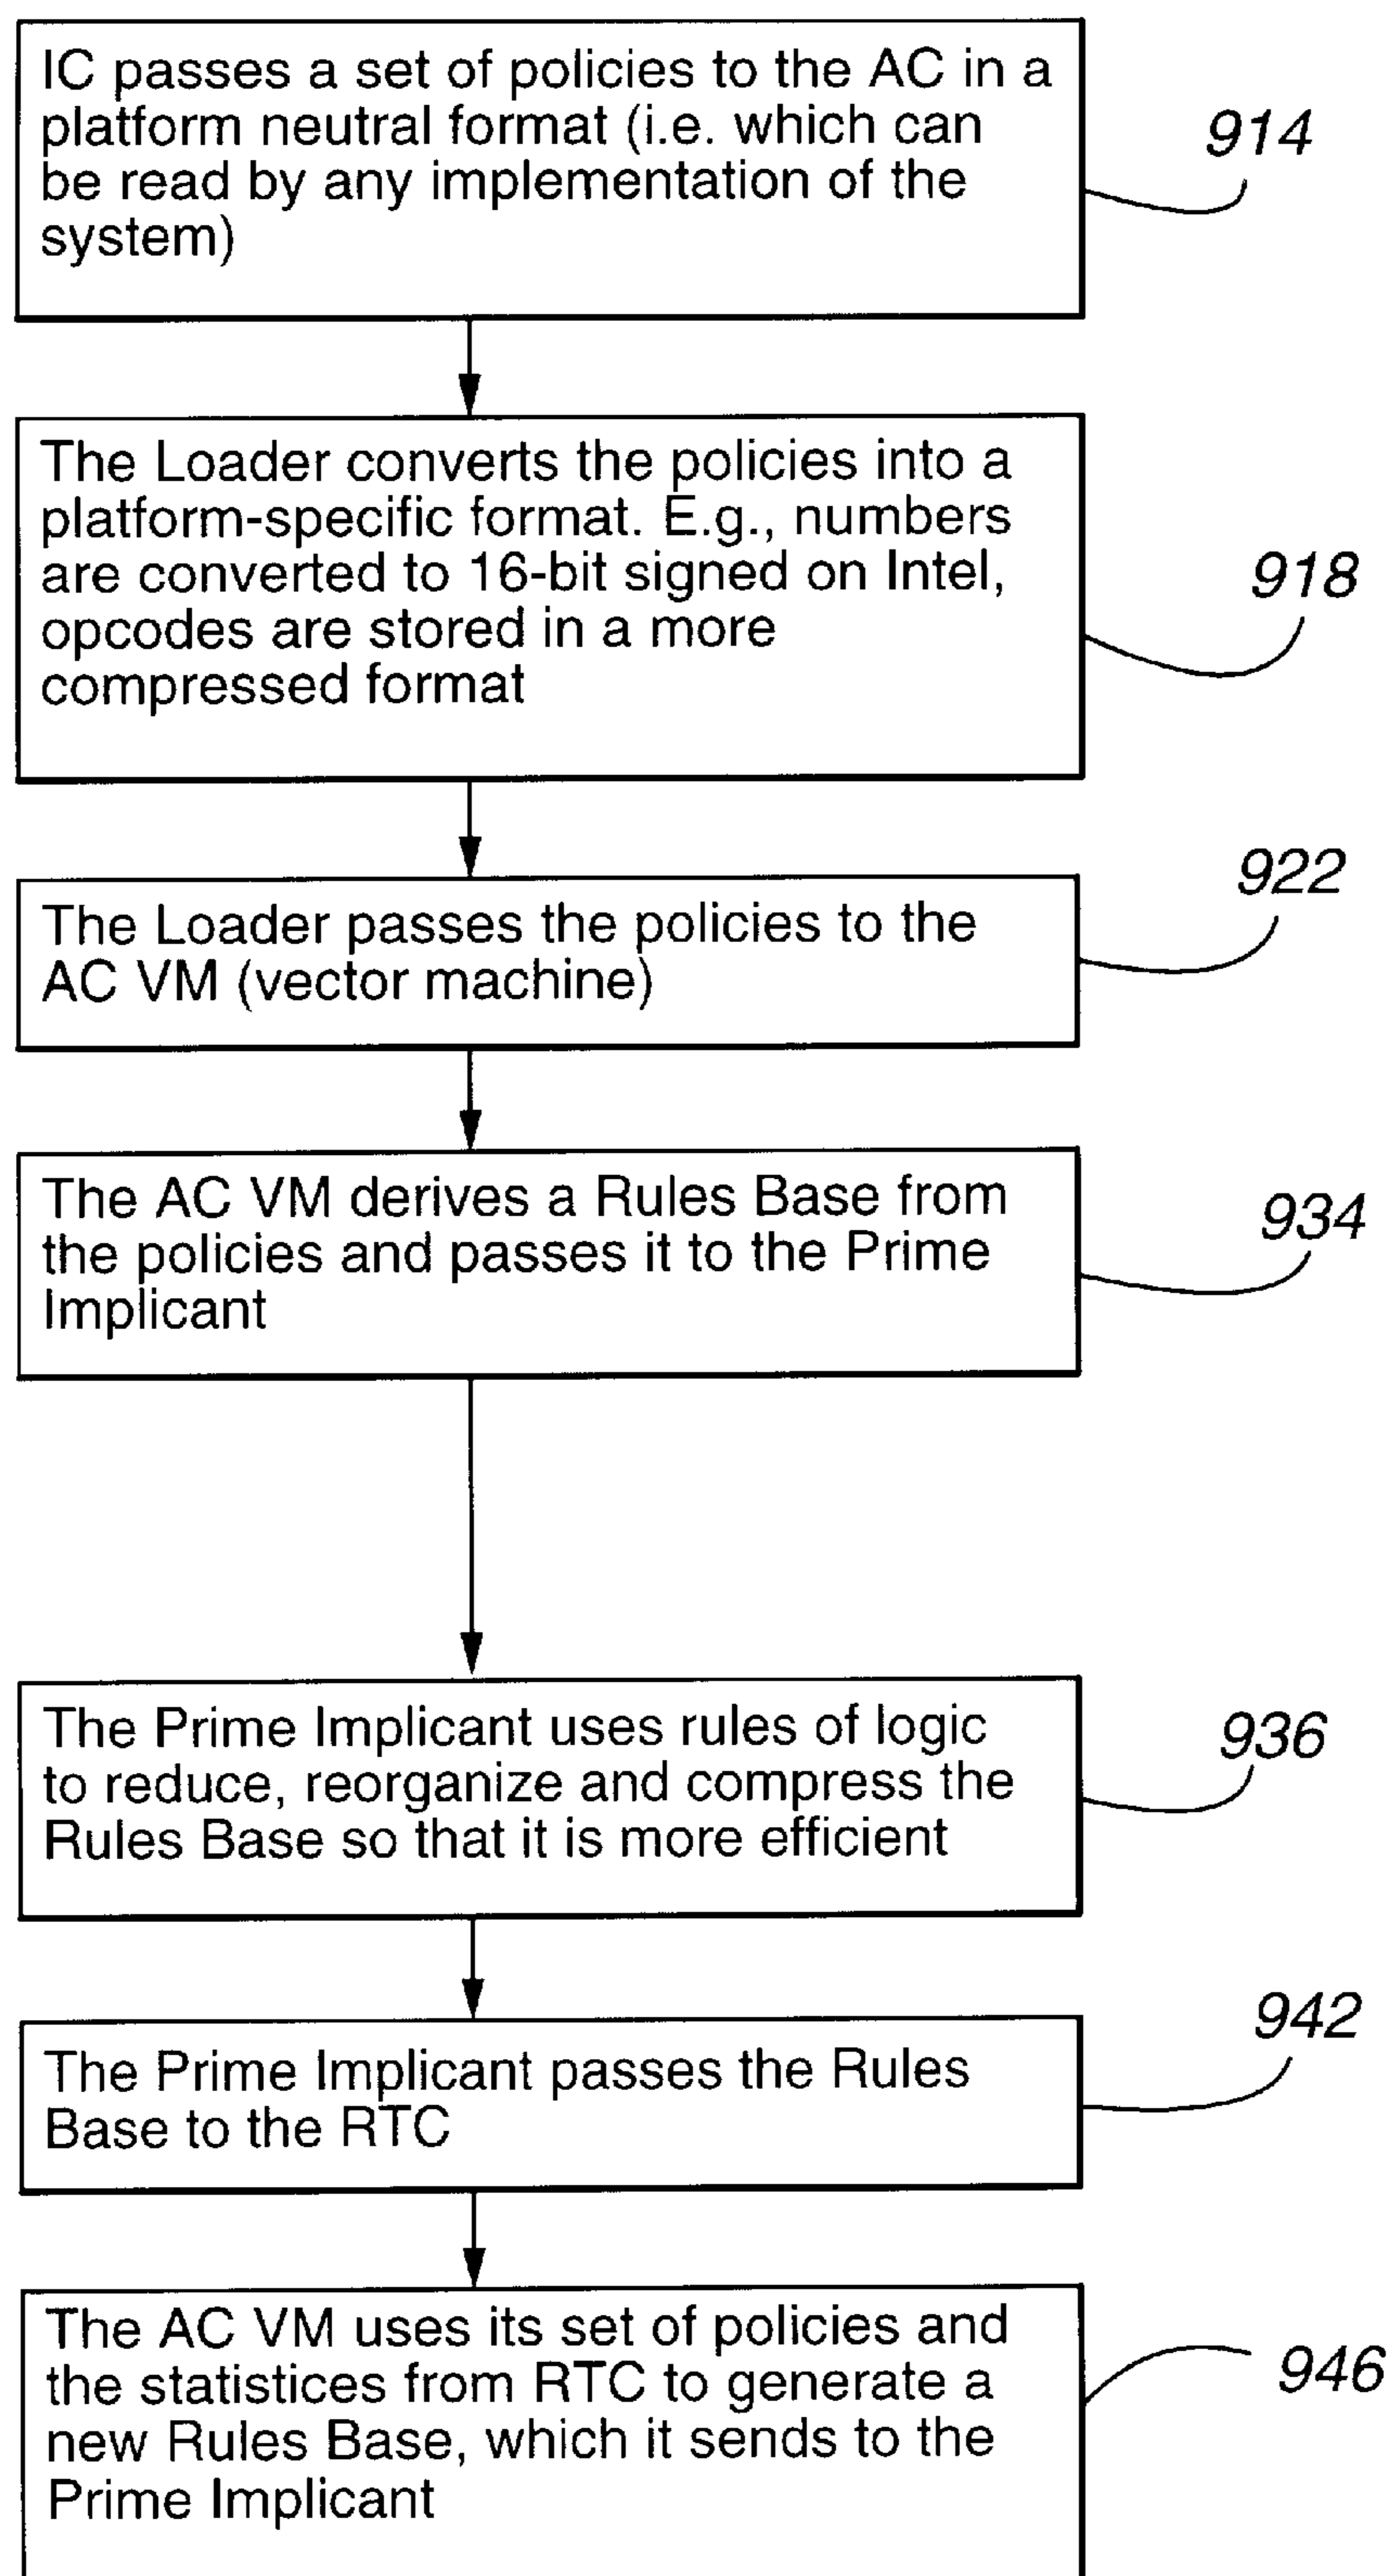 IC passes a set of policies to the AC in a
platform neutral format (i.e. which can
be read by any implementation of the
system)
914
The Loader converts the policies into a
platform-specific format. E.g., numbers
are converted to 16-bit signed on Intel,
opcodes are stored in a more
compressed format
918
The Loader passes the policies to the
AC VM (vector machine)
922
The AC VM derives a Rules Base from
the policies and passes it to the Prime
Implicant
934
The Prime Implicant uses rules of logic
to reduce, reorganize and compress the
Rules Base so that it is more efficient
936
The Prime Implicant passes the Rules
Base to the RTC
942
The AC VM uses its set of policies and
the statistices from RTC to generate a
new Rules Base, which it sends to the
Prime Implicant
946